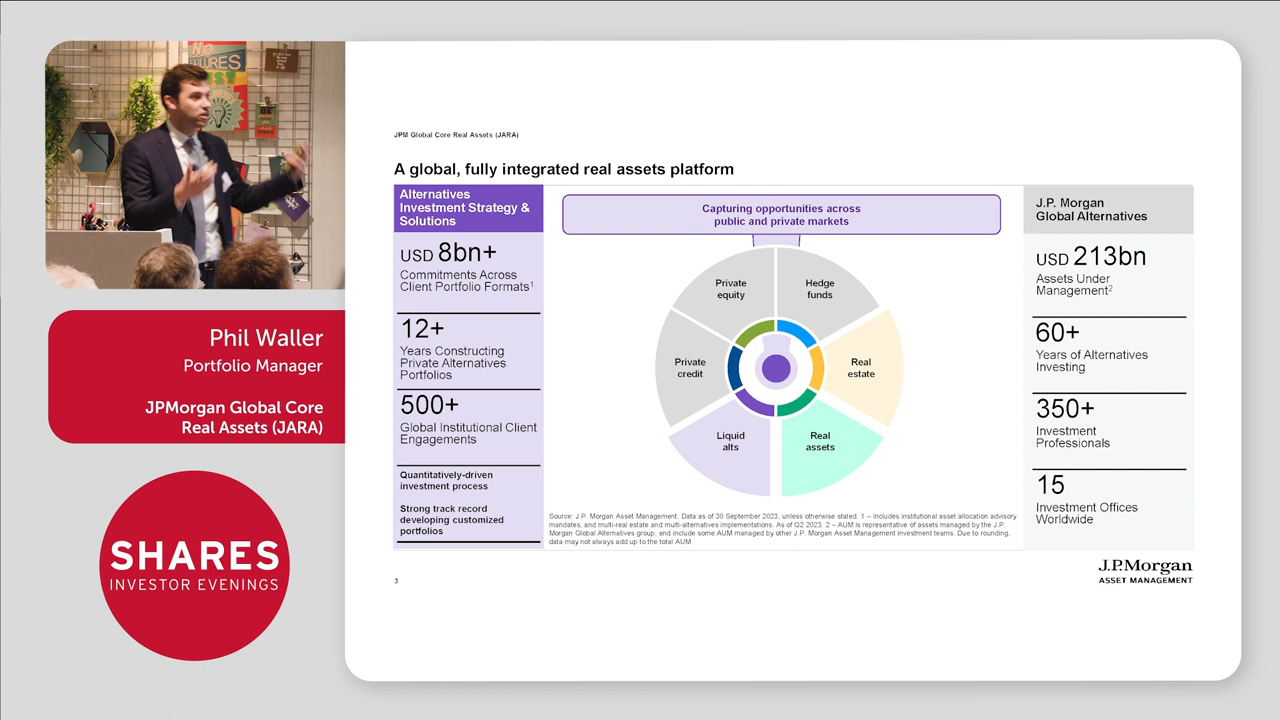 NO
FAILURES
Phil Waller
Portfolio Manager
JPMorgan Global Core
Real Assets (JARA)
SHARES
INVESTOR EVENINGS
JPM Global Core Real Assets (JARA)
A global, fully integrated real assets platform
Alternatives
Investment Strategy &
Solutions
USD 8bn+
Commitments Across
Client Portfolio Formats1
12+
Years Constructing
Private Alternatives
Portfolios
500+
Global Institutional Client
Engagements
Quantitatively-driven
investment process
Strong track record
developing customized
portfolios
Capturing opportunities across
public and private markets
Private
equity
Hedge
funds
Private
credit
Real
estate
Liquid
alts
Real
assets
Source: J.P. Morgan Asset Management. Data as of 30 September 2023, unless otherwise stated. 1 – Includes institutional asset allocation advisory
mandates, and multi-real estate and multi-alternatives implementations. As of Q2 2023. 2 – AUM is representative of assets managed by the J.P.
Morgan Global Alternatives group, and include some AUM managed by other J.P. Morgan Asset Management investment teams. Due to rounding,
data may not always add up to the total AUM
J.P. Morgan
Global Alternatives
USD 213bn
Assets Under
Management2
60+
Years of Alternatives
Investing
350+
Investment
Professionals
15
Investment Offices
Worldwide
3
J.P.Morgan
ASSET MANAGEMENT